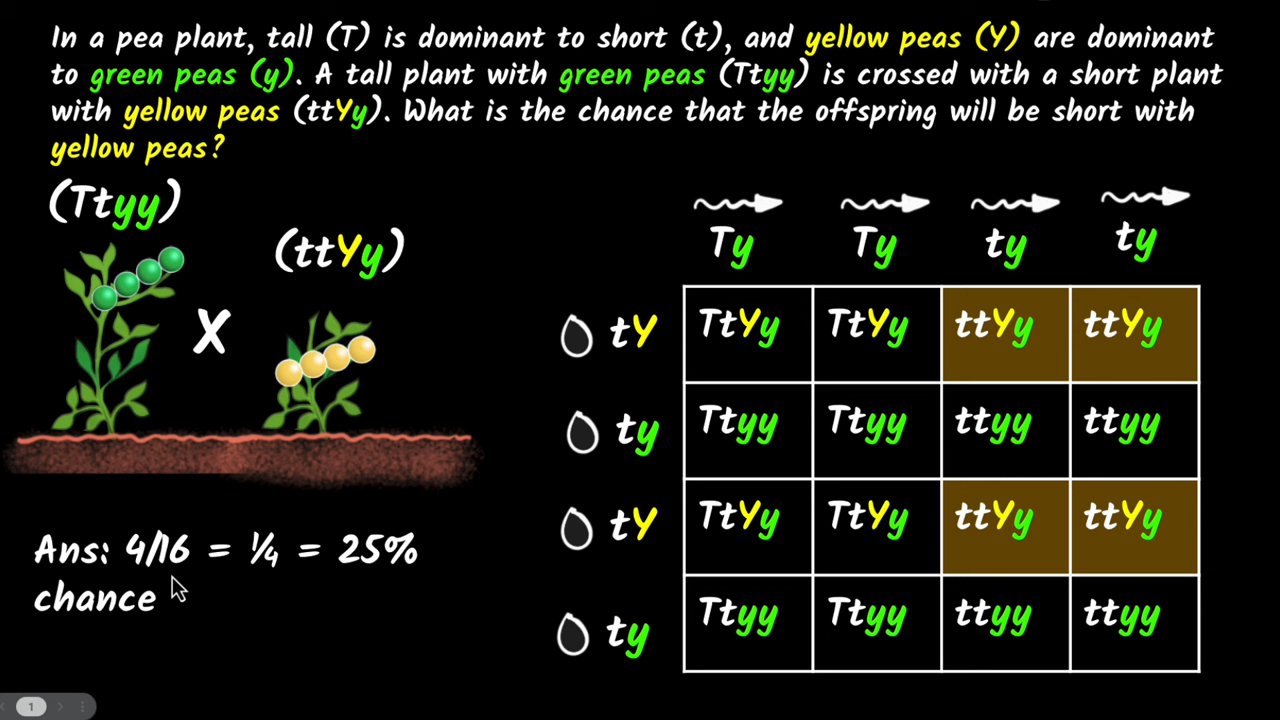 In a pea plant, tall (T) is dominant to short (t), and yellow peas (Y) are dominant
to green peas (y). A tall plant with green peas (Ttyy) is crossed with a short plant
with yellow peas (ttYy). What is the chance that the offspring will be short with
yellow peas?
(Ttyy)
(ttYy)
X
Ty Ty ty ty
tY TtYy TtYy ttYy ttYy
ty Ttyy Ttyy ttyy ttyy
tY TtYy TtYy ttYy ttYy
ty Ttyy Ttyy ttyy ttyy
Ans: 4/16 = ¼ = 25%
chance
1